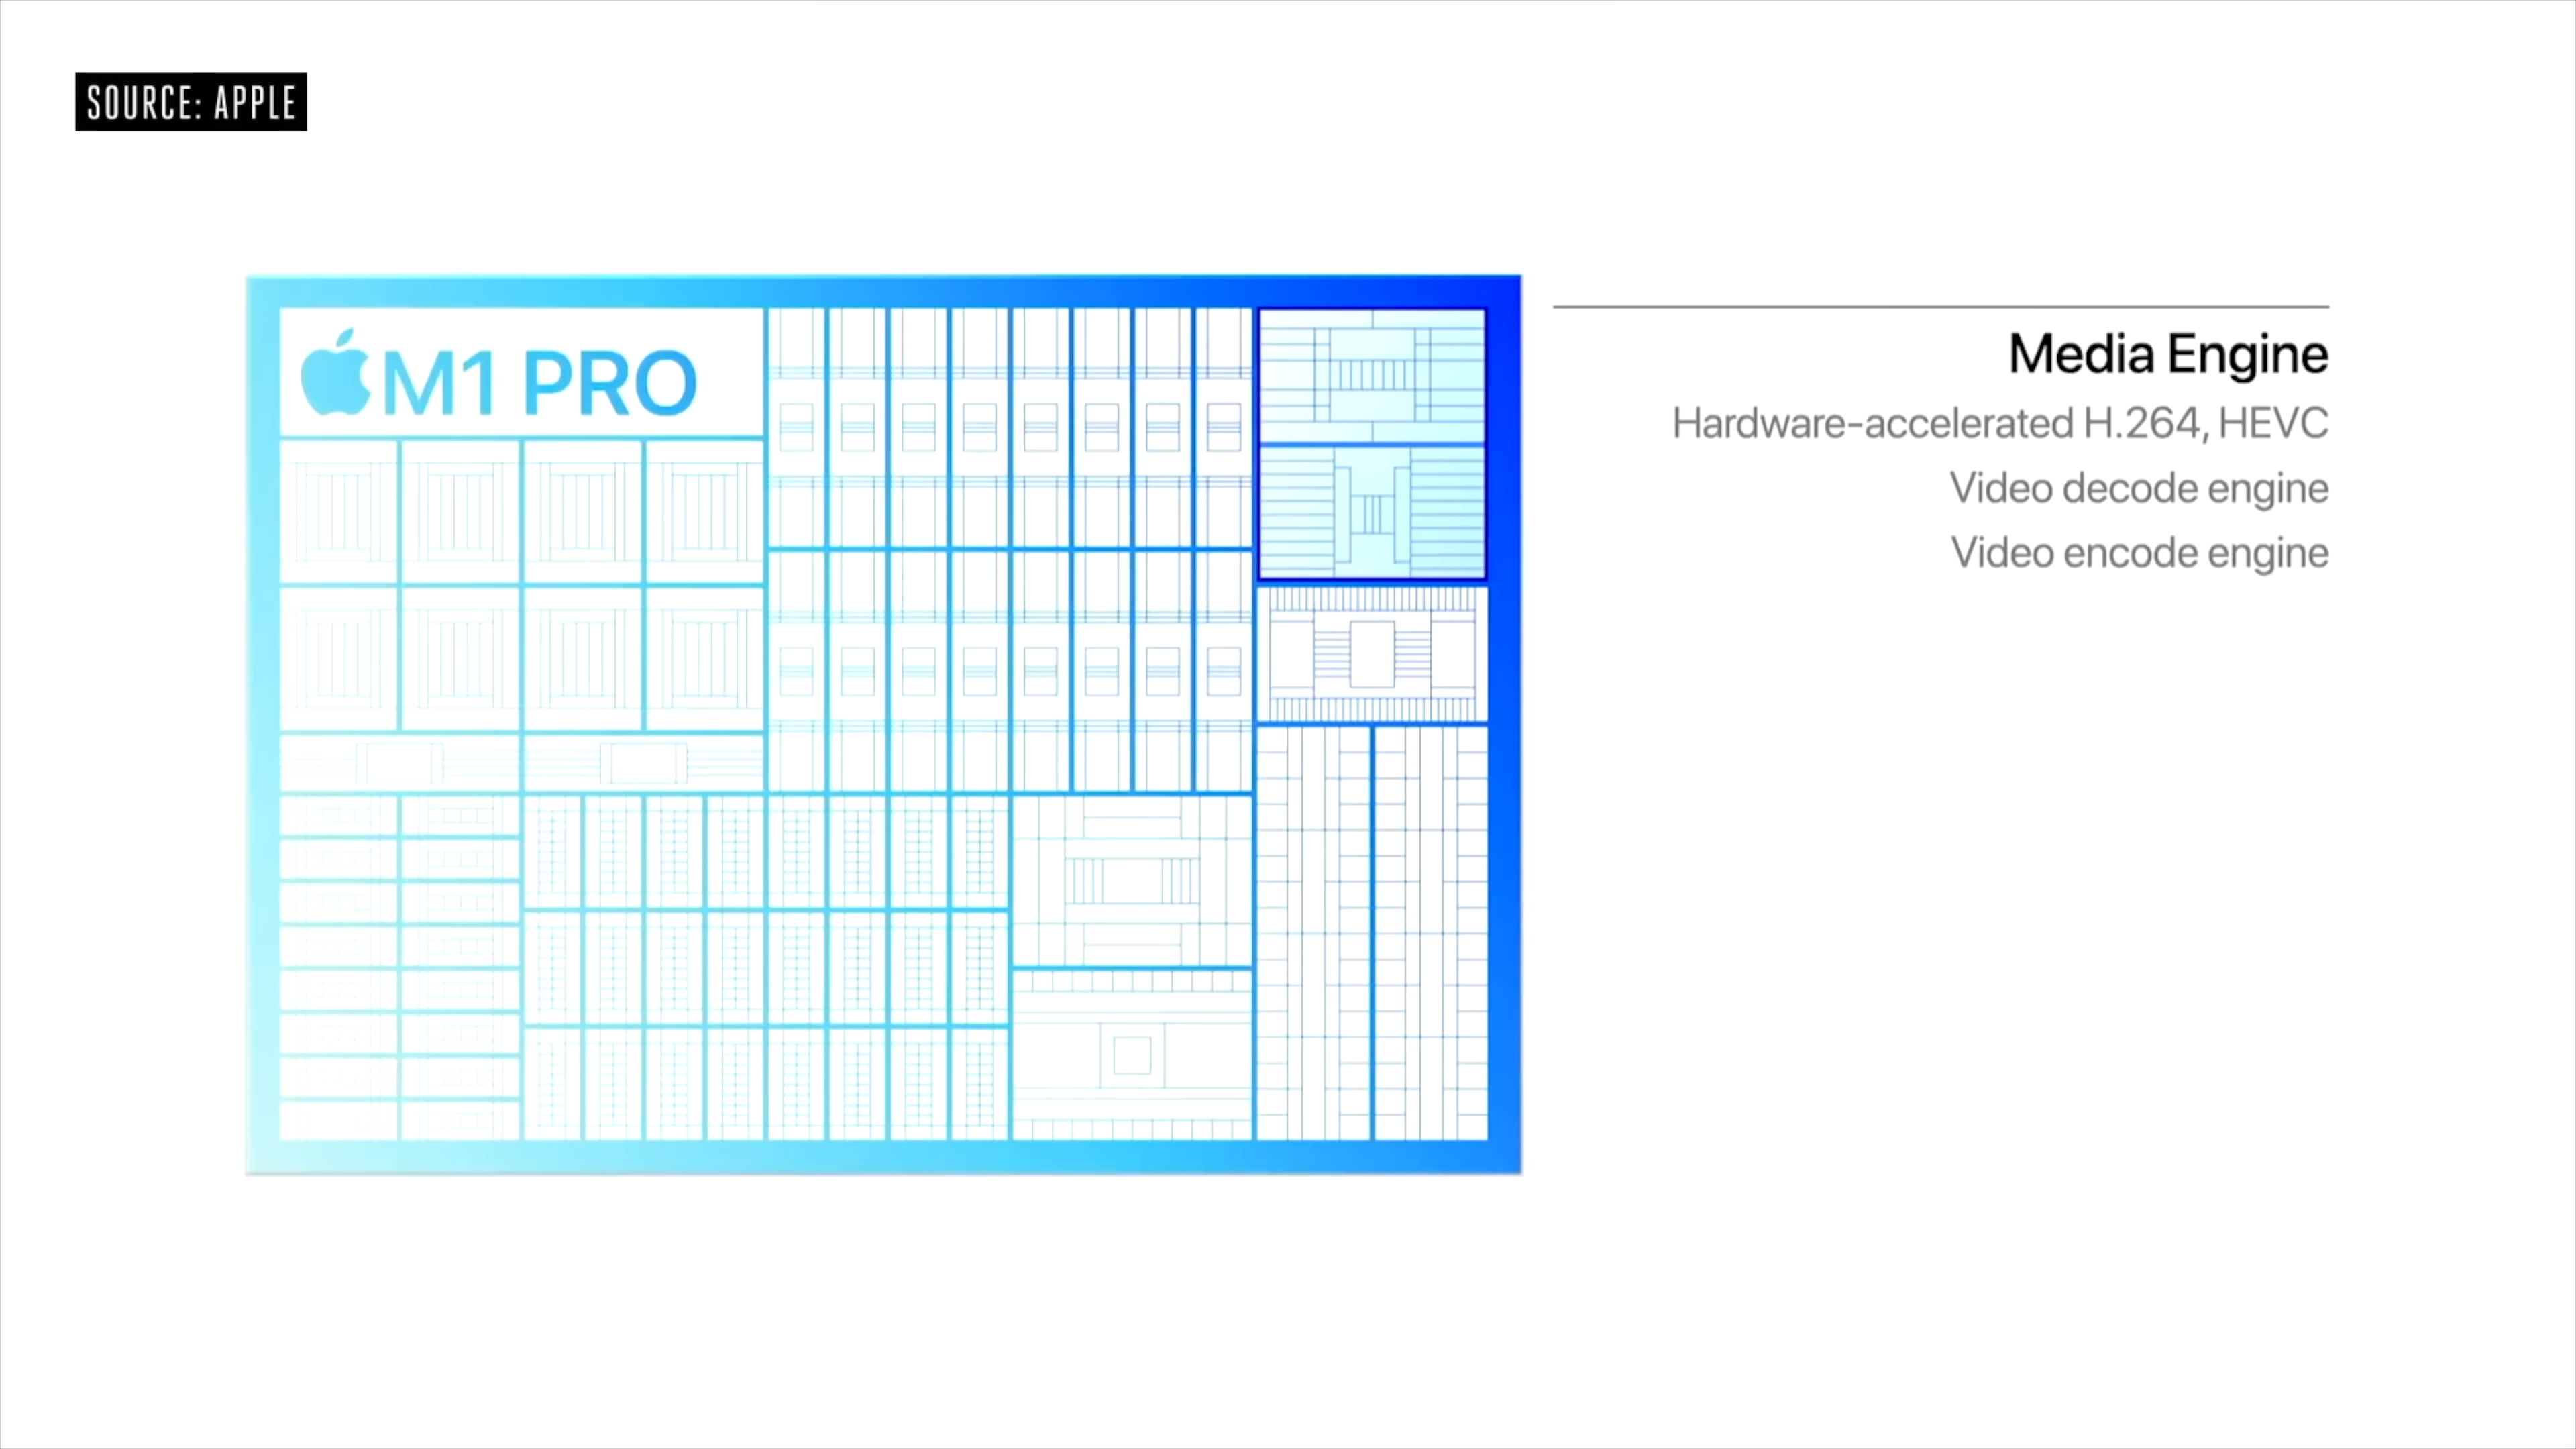 SOURCE: APPLE
M1 PRO
Media Engine
Hardware-accelerated H.264, HEVC
Video decode engine
Video encode engine